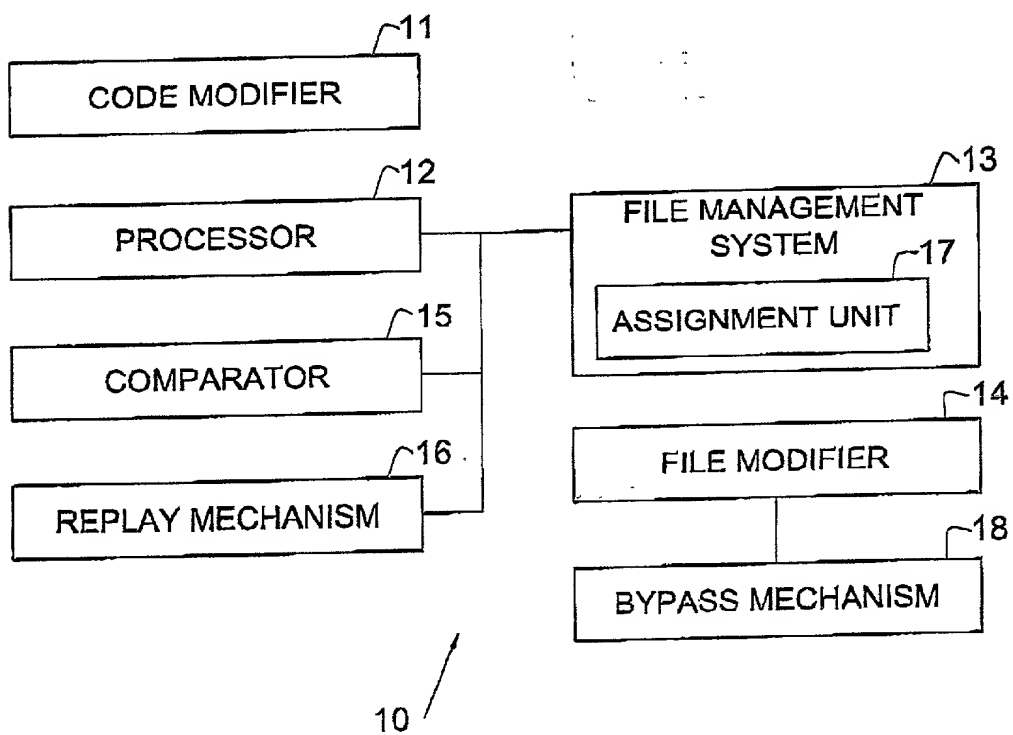 11
CODE MODIFIER
12
PROCESSOR
13
FILE MANAGEMENT
SYSTEM
17
ASSIGNMENT UNIT
15
COMPARATOR
14
FILE MODIFIER
16
REPLAY MECHANISM
18
BYPASS MECHANISM
10